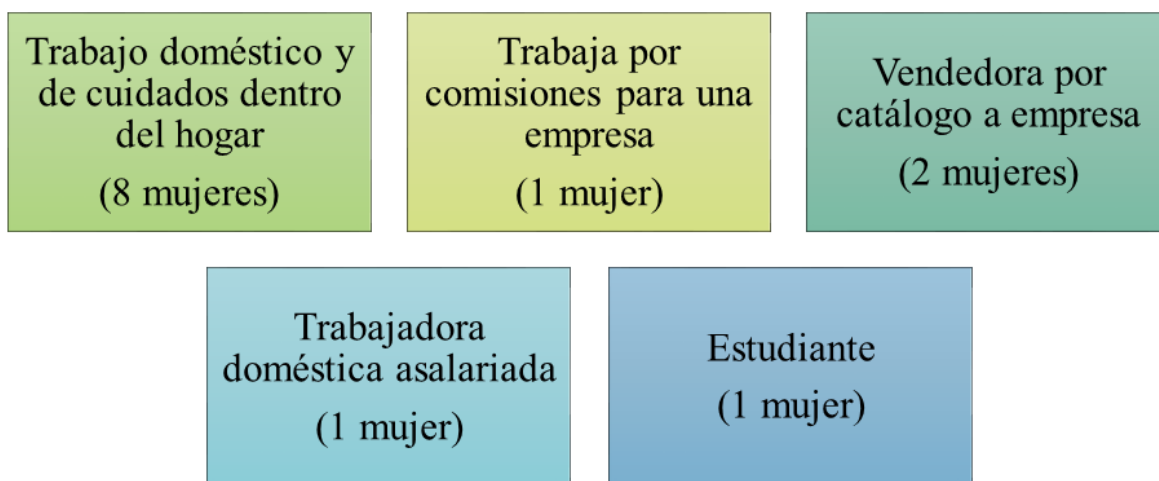 Trabajo doméstico y
de cuidados dentro
del hogar
(8 mujeres)
Trabaja por
comisiones para una
empresa
(1 mujer)
Vendedora por
catálogo a empresa
(2 mujeres)
Trabajadora
doméstica asalariada
(1 mujer)
Estudiante
(1 mujer)